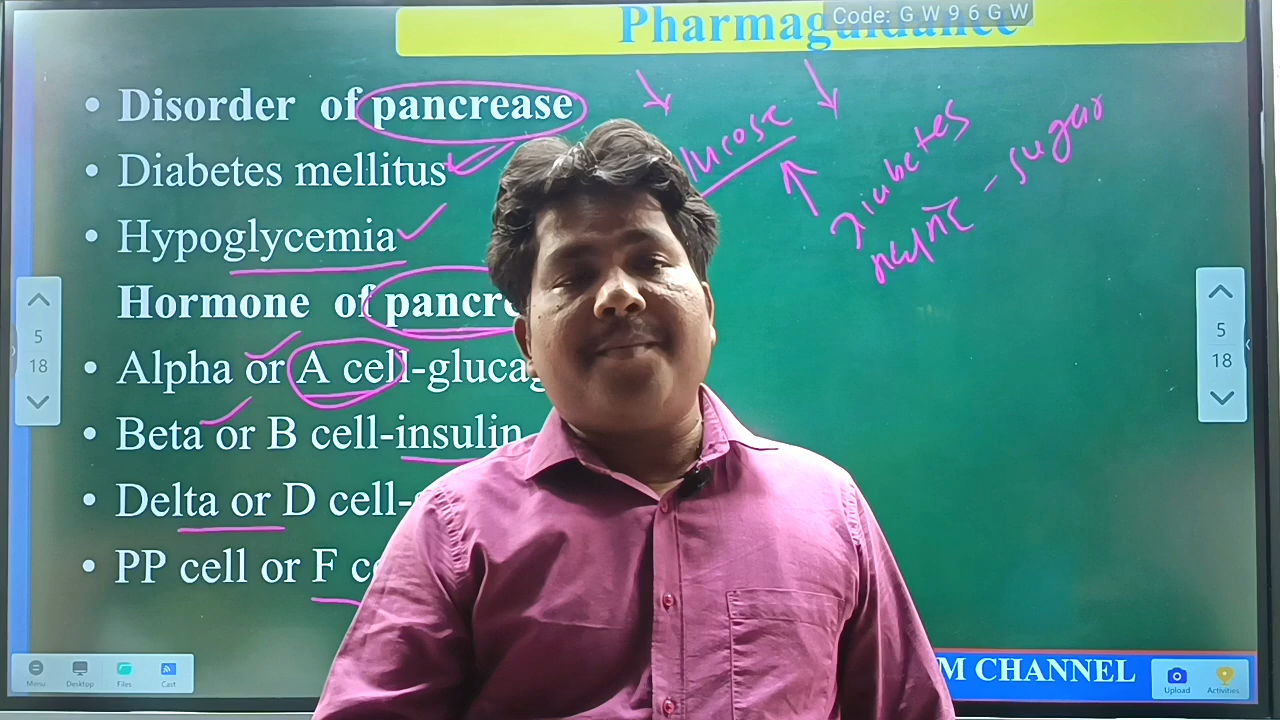 Pharmaguidance
Code: G W 9 6 G W
• Disorder of pancrease
• Diabetes mellitus
• Hypoglycemia
Hormone of pancre
• Alpha or A cell-glucag
• Beta or B cell-insulin
• Delta or D cell-
• PP cell or F c
lucose
Diabetes
- sugar
5
18
5
18
Menu
Desktop
Files
Cast
M CHANNEL
Upload
Activities